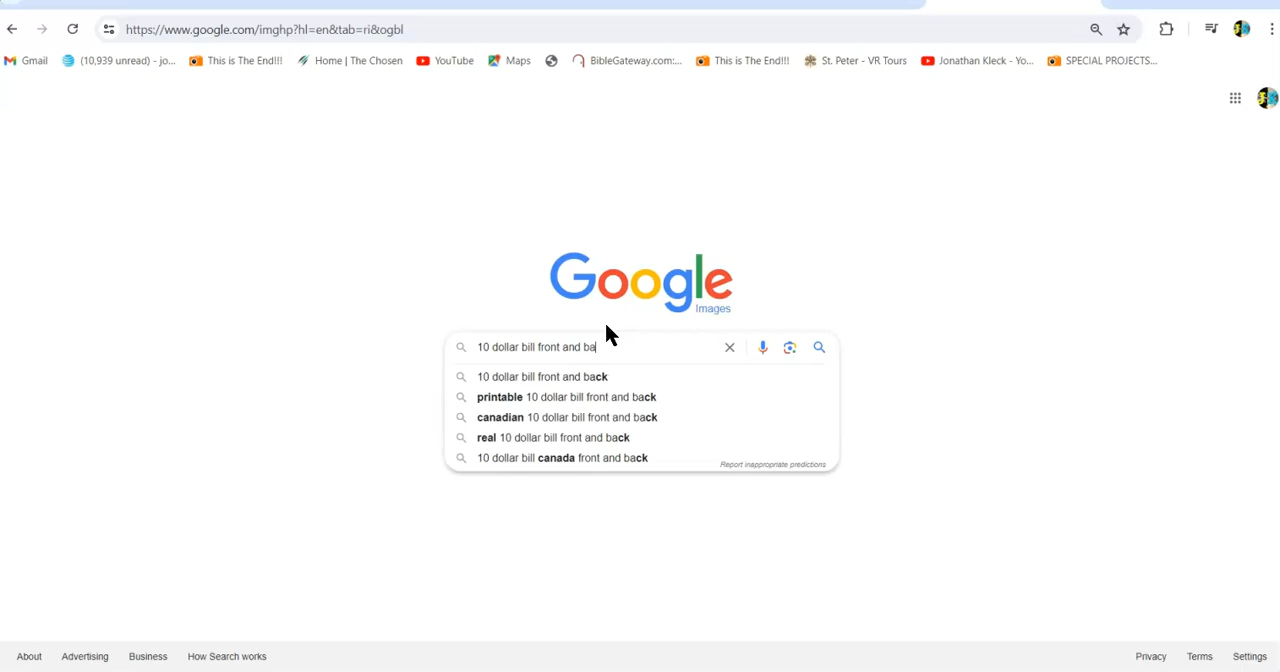 https://www.google.com/imghp?hl=en&tab=ri&ogbl
Gmail (10,939 unread) - jo... This is The End!!! Home | The Chosen YouTube Maps BibleGateway.com:... This is The End!!! St. Peter - VR Tours Jonathan Kleck - Yo... SPECIAL PROJECTS...
Google
Images
10 dollar bill front and ba
10 dollar bill front and back
printable 10 dollar bill front and back
canadian 10 dollar bill front and back
real 10 dollar bill front and back
10 dollar bill canada front and back
Report inappropriate predictions
About Advertising Business How Search works Privacy Terms Settings